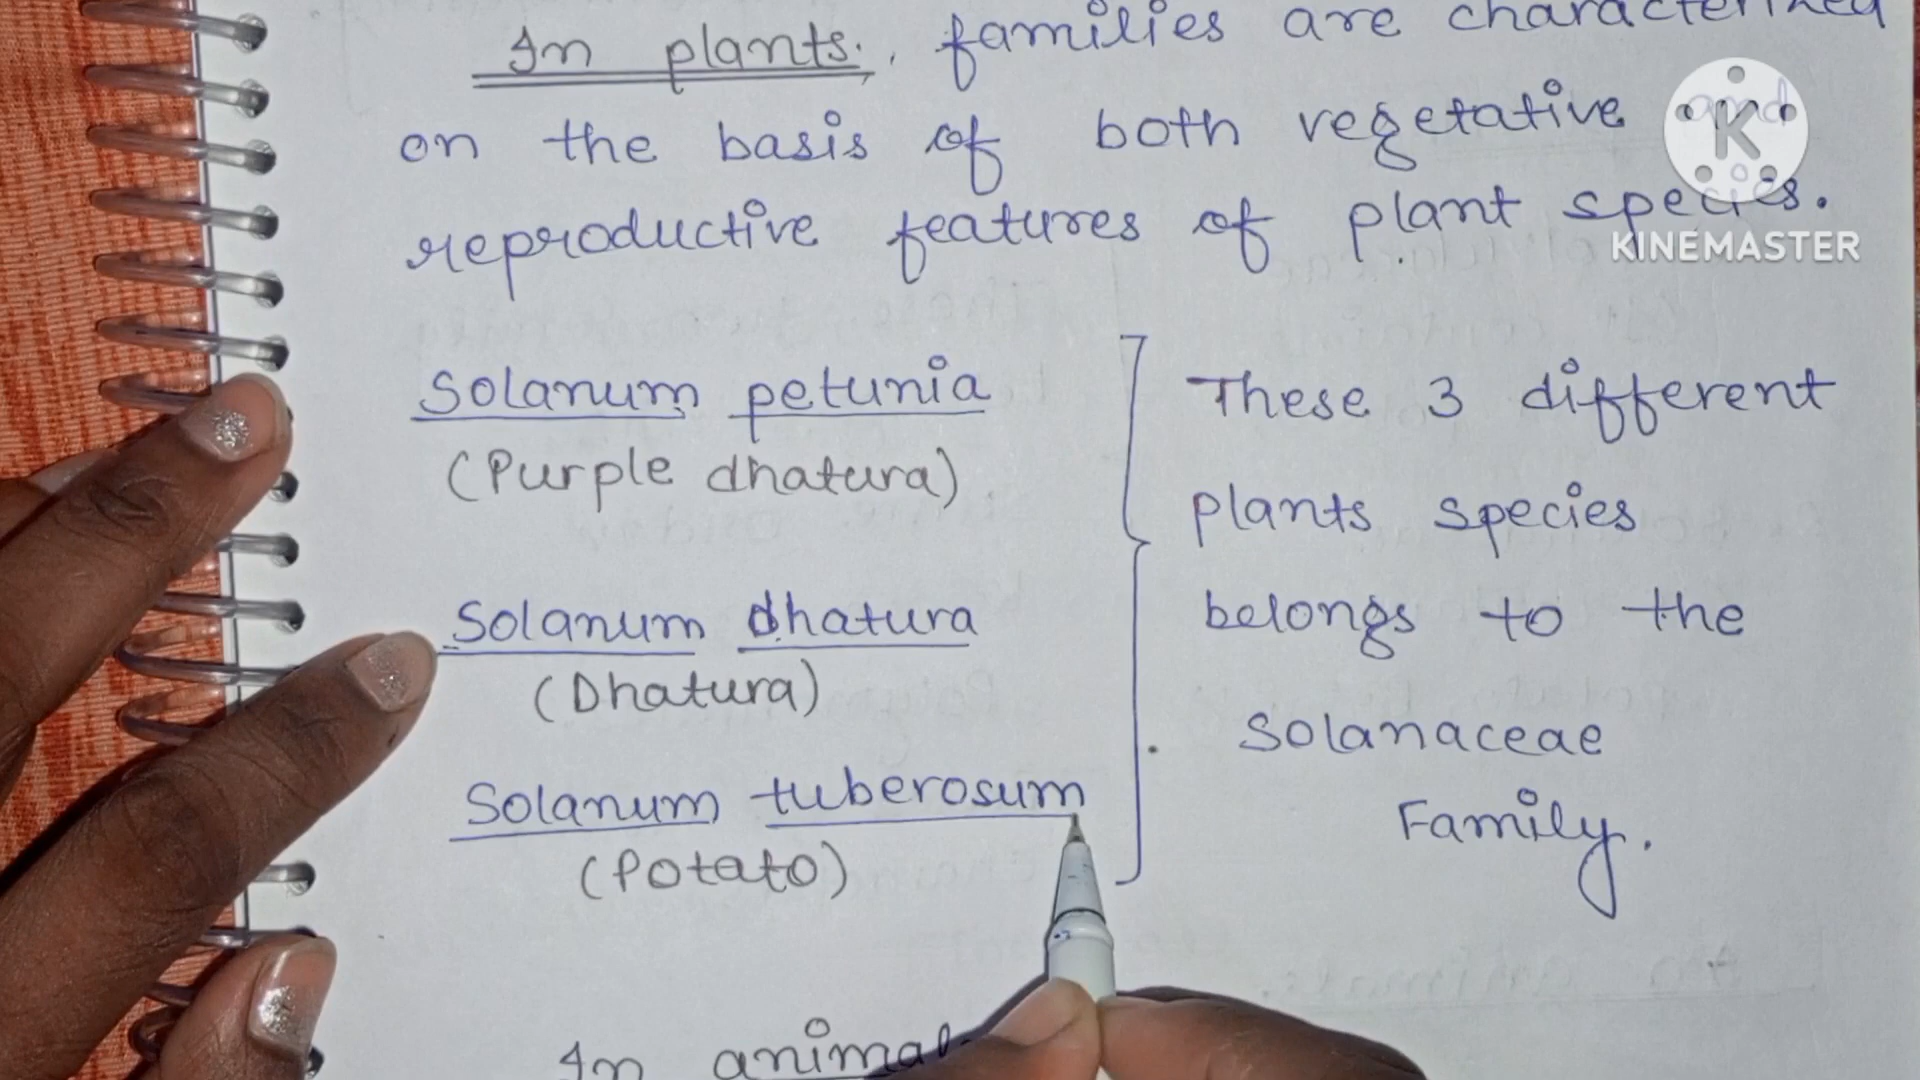 In plants, families are characterized
on the basis of both vegetative and
reproductive features of plant species.
Solanum petunia
(Purple dhatura)
Solanum dhatura
(Dhatura)
Solanum tuberosum
(Potato)
These 3 different
plants species
belongs to the
Solanaceae
Family.
In animal
K
KINEMASTER